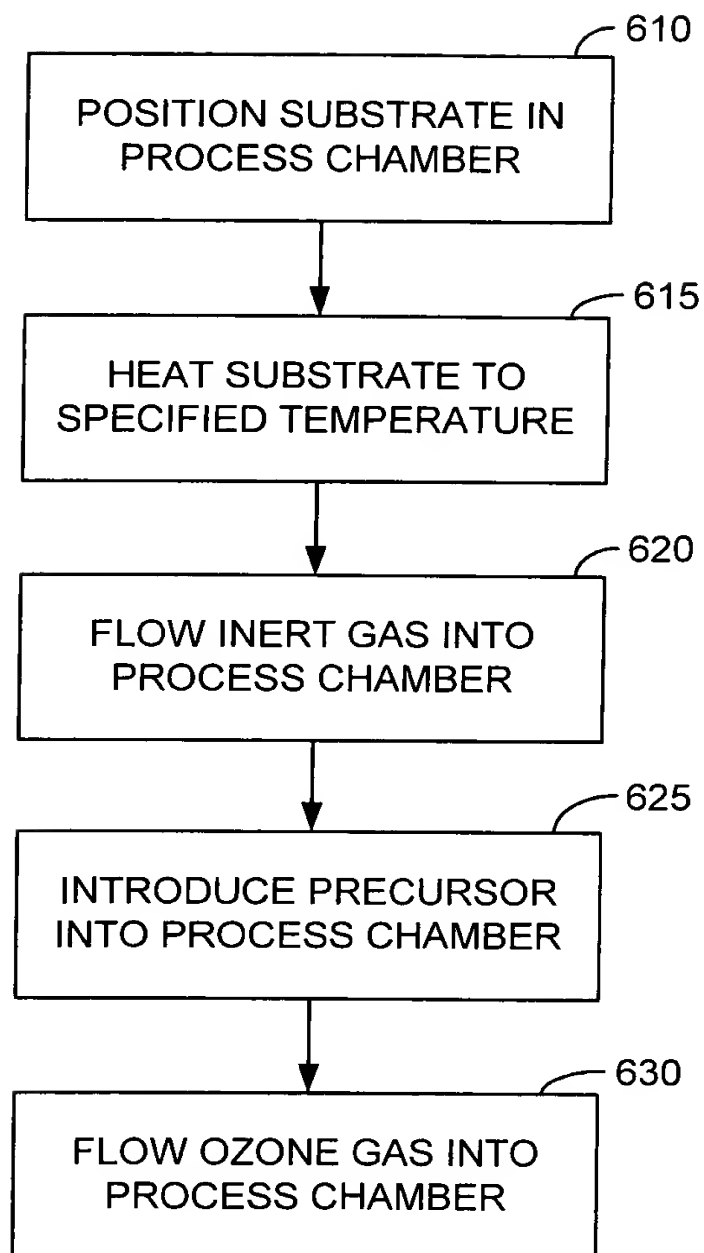 610
POSITION SUBSTRATE IN
PROCESS CHAMBER
615
HEAT SUBSTRATE TO
SPECIFIED TEMPERATURE
620
FLOW INERT GAS INTO
PROCESS CHAMBER
625
INTRODUCE PRECURSOR
INTO PROCESS CHAMBER
630
FLOW OZONE GAS INTO
PROCESS CHAMBER